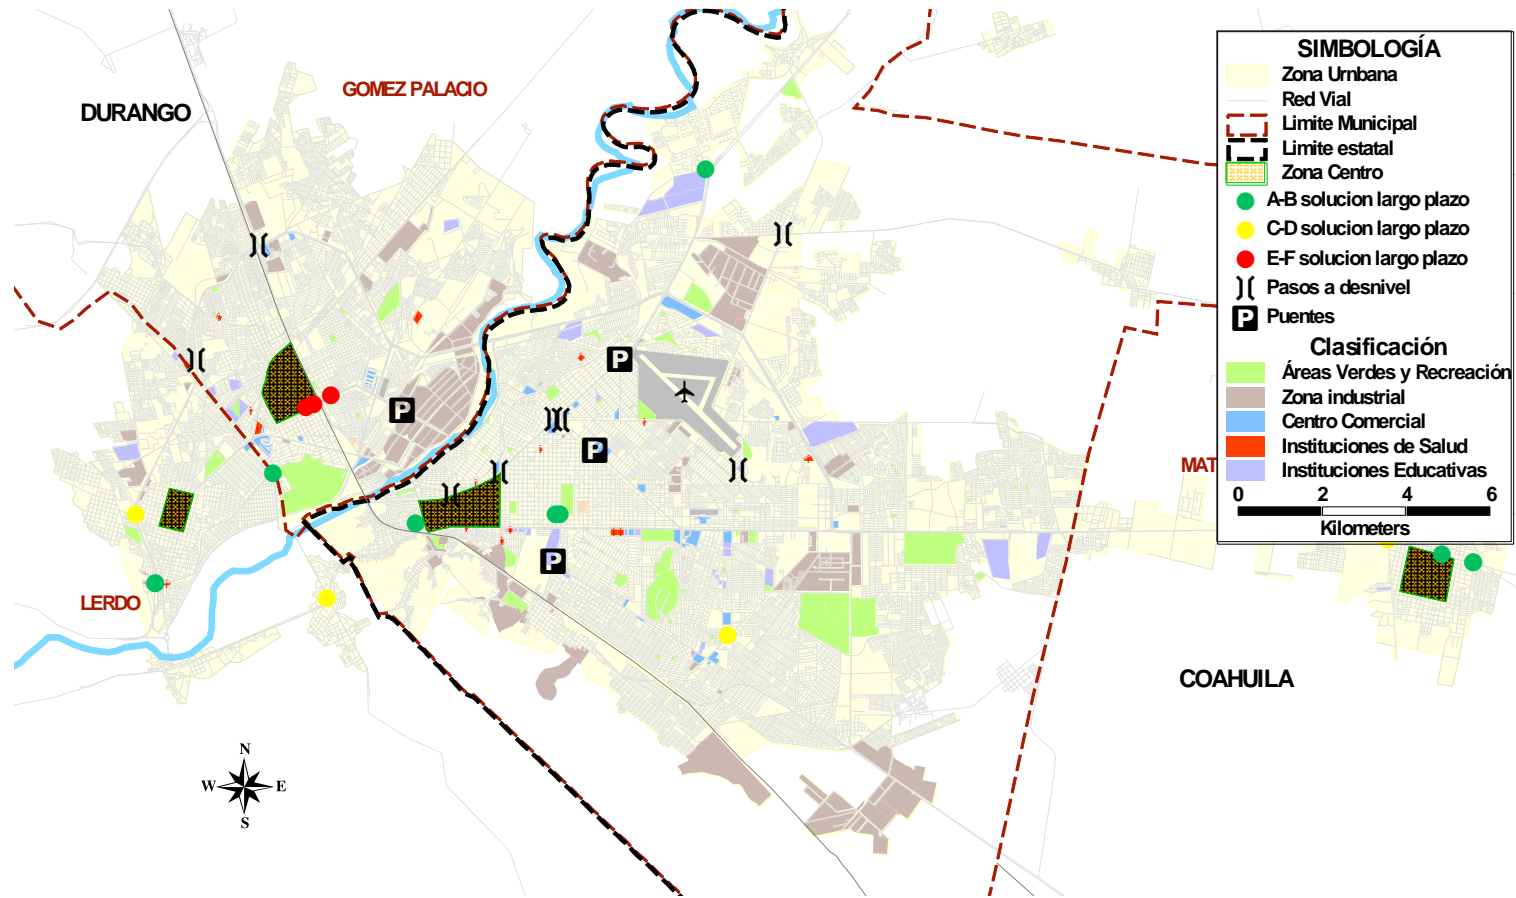 DURANGO
GOMEZ PALACIO
LERDO
MAT
COAHUILA
N
W E
S
SIMBOLOGÍA
Zona Urnbana
Red Vial
Limite Municipal
Limite estatal
Zona Centro
A-B solucion largo plazo
C-D solucion largo plazo
E-F solucion largo plazo
Pasos a desnivel
P Puentes
Clasificación
Áreas Verdes y Recreación
Zona industrial
Centro Comercial
Instituciones de Salud
Instituciones Educativas
0 2 4 6
Kilometers
P
P
P
P